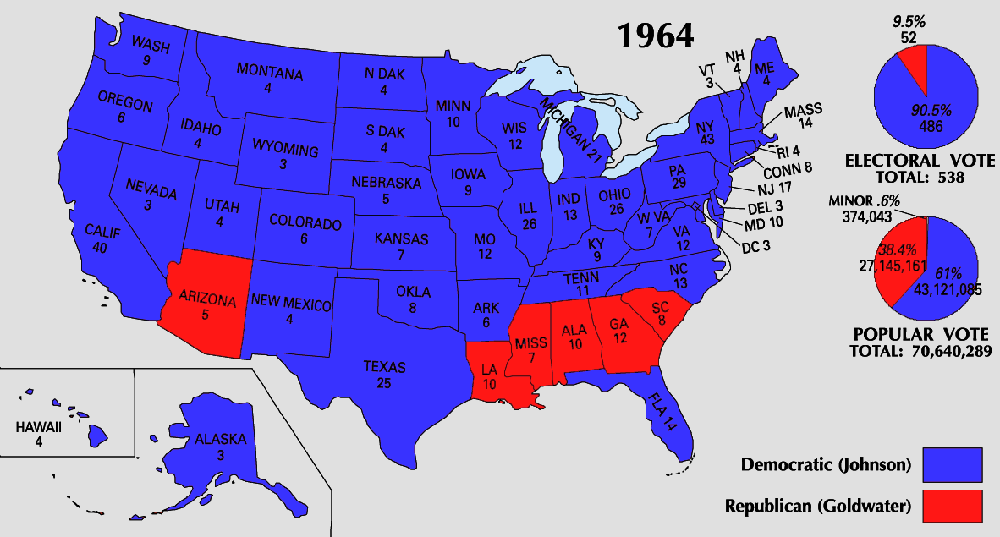 1964
WASH
9
OREGON
6
CALIF
40
NEVADA
3
IDAHO
4
MONTANA
4
WYOMING
3
UTAH
4
COLORADO
6
ARIZONA
5
NEW MEXICO
4
N DAK
4
S DAK
4
NEBRASKA
5
KANSAS
7
OKLA
8
TEXAS
25
MINN
10
IOWA
9
MO
12
ARK
6
LA
10
WIS
12
ILL
26
MICHIGAN 21
IND
13
OHIO
26
KY
9
TENN
11
MISS
7
ALA
10
GA
12
FLA 14
SC
8
NC
13
VA
12
W VA
7
PA
29
NY
43
VT
3
NH
4
ME
4
MASS
14
RI 4
CONN 8
NJ 17
DEL 3
MD 10
DC 3
HAWAII
4
ALASKA
3
9.5%
52
90.5%
486
ELECTORAL VOTE
TOTAL: 538
MINOR .6%
374,043
38.4%
27,145,161
61%
43,121,085
POPULAR VOTE
TOTAL: 70,640,289
Democratic (Johnson)
Republican (Goldwater)